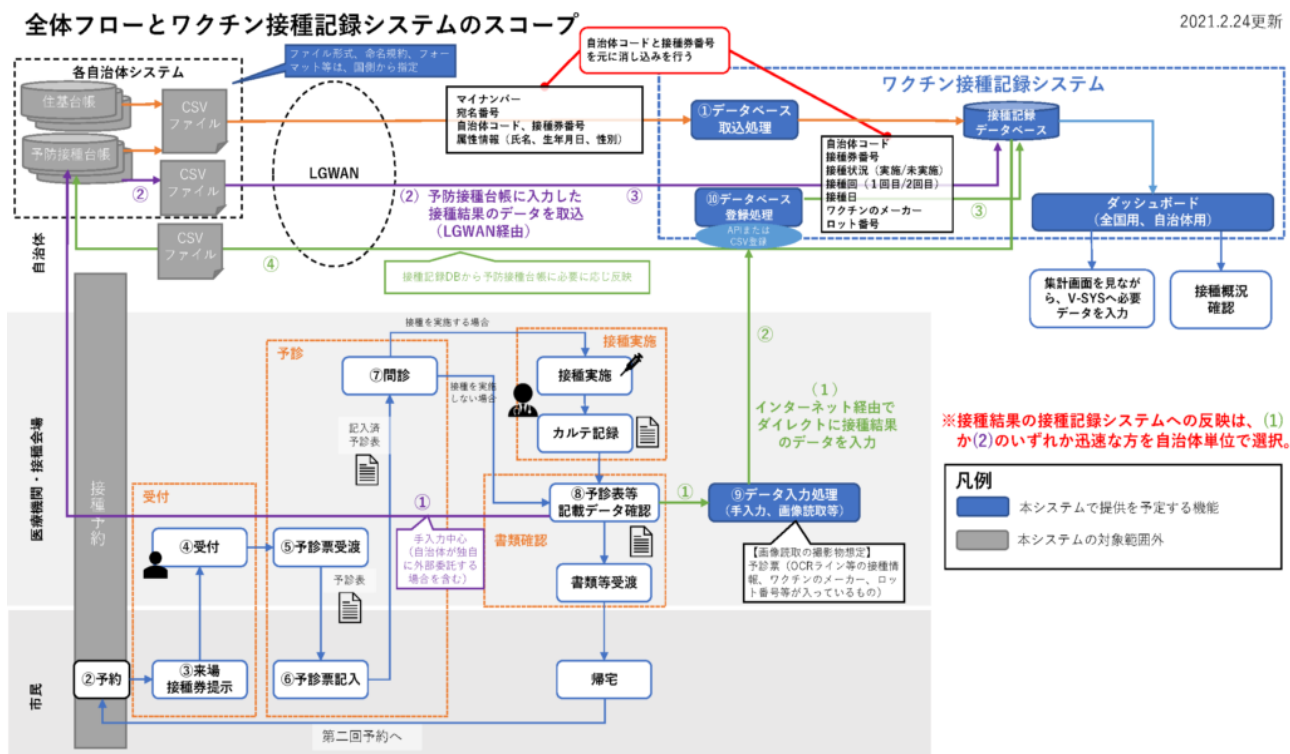 全体フローとワクチン接種記録システムのスコープ
2021.2.24更新
ファイル形式、命名規約、フォー
マット等は、国側から指定
自治体コードと接種券番号
を元に消し込みを行う
各自治体システム
住基台帳
予防接種台帳
CSV
ファイル
②
CSV
ファイル
CSV
ファイル
④
LGWAN
マイナンバー
宛名番号
自治体コード、接種券番号
属性情報（氏名、生年月日、性別）
（2）予防接種台帳に入力した
接種結果のデータを取込
（LGWAN経由）
③
接種記録DBから予防接種台帳に必要に応じ反映
ワクチン接種記録システム
①データベース
取込処理
接種記録
データベース
自治体コード
接種券番号
接種状況（実施/未実施）
接種回（１回目/2回目）
接種日
ワクチンのメーカー
ロット番号
⑩データベース
登録処理
APIまたは
CSV登録
③
ダッシュボード
（全国用、自治体用）
集計画面を見なが
ら、V-SYSへ必要
データを入力
接種概況
確認
自治体
医療機関・接種会場
市民
接種予約
接種を実施する場合
予診
⑦問診
接種を実施
しない場合
記入済
予診表
接種実施
接種実施
カルテ記録
②
（１）
インターネット経由で
ダイレクトに接種結果
のデータを入力
※接種結果の接種記録システムへの反映は、（1）
か(2)のいずれか迅速な方を自治体単位で選択。
凡例
本システムで提供を予定する機能
本システムの対象範囲外
受付
④受付
⑤予診票受渡
予診表
①
手入力中心
（自治体が独自
に外部委託する
場合を含む）
⑧予診表等
記載データ確認
書類確認
書類等受渡
①
⑨データ入力処理
（手入力、画像読取等）
【画像読取の撮影物想定】
予診票（OCRライン等の接種情
報、ワクチンのメーカー、ロッ
ト番号等が入っているもの）
②予約
③来場
接種券提示
⑥予診票記入
帰宅
第二回予約へ